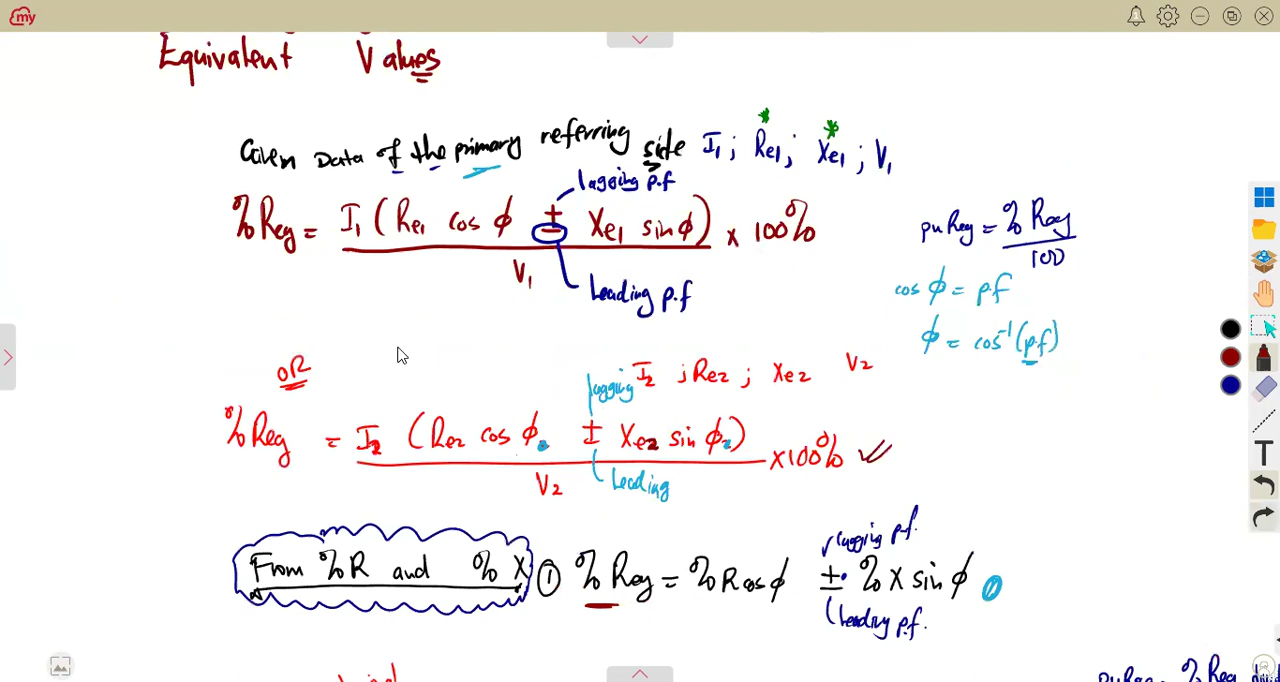 my
Equivalent Values
Given Data of the primary referring side I1; Re1; Xe1; V1
lagging p.f
%Reg = I1 (Re1 cos ϕ ± Xe1 sin ϕ) x 100%
V1
Leading p.f
pu Reg = %Reg
100
cos ϕ = p.f
ϕ = cos⁻¹(p.f)
OR
lagging I2 ; Re2 ; Xe2 V2
%Reg = I2 (Re2 cos ϕ2 ± Xe2 sin ϕ2) x100%
V2
Leading
From %R and %X ① %Reg = %R cos ϕ ± %X sin ϕ
lagging p.f.
Leading p.f.
T